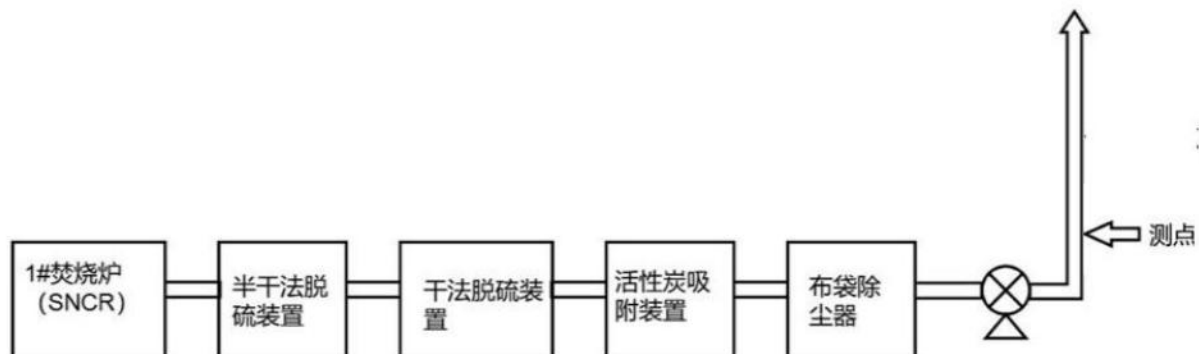 1#焚烧炉
(SNCR)
半干法脱
硫装置
干法脱硫装
置
活性炭吸
附装置
布袋除
尘器
测点